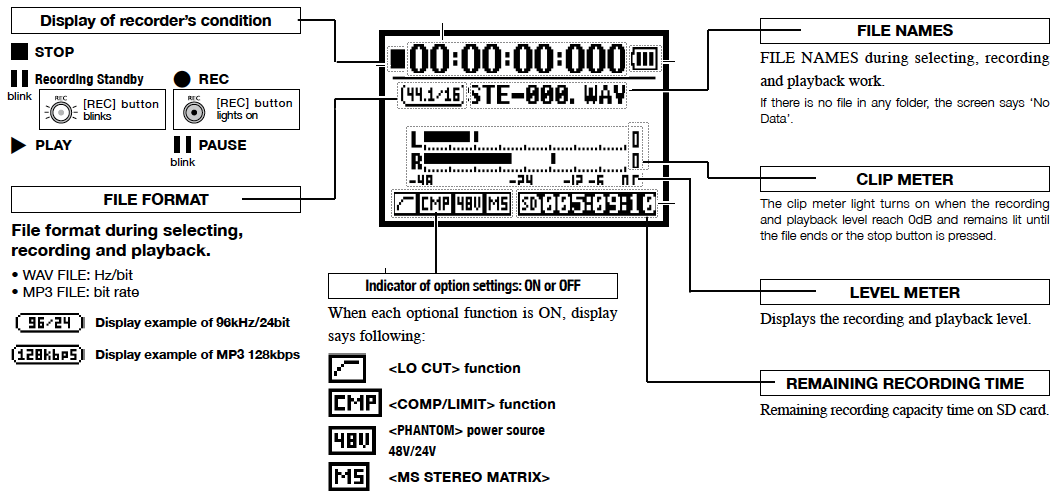 Display of recorder's condition
STOP
Recording Standby
blink
REC
[REC] button
blinks
REC
REC
[REC] button
lights on
PLAY
PAUSE
blink
FILE FORMAT
File format during selecting,
recording and playback.
• WAV FILE: Hz/bit
• MP3 FILE: bit rate
96/24
Display example of 96kHz/24bit
128kbps
Display example of MP3 128kbps
00:00:00:000
44.1/16
STE-000.WAV
L
R
-48 -24 -12 -6
CMP 48V MS
SD
Indicator of option settings: ON or OFF
When each optional function is ON, display
says following:
<LO CUT> function
CMP
<COMP/LIMIT> function
48V
<PHANTOM> power source
48V/24V
MS
<MS STEREO MATRIX>
FILE NAMES
FILE NAMES during selecting, recording
and playback work.
If there is no file in any folder, the screen says 'No
Data'.
CLIP METER
The clip meter light turns on when the recording
and playback level reach 0dB and remains lit until
the file ends or the stop button is pressed.
LEVEL METER
Displays the recording and playback level.
REMAINING RECORDING TIME
Remaining recording capacity time on SD card.